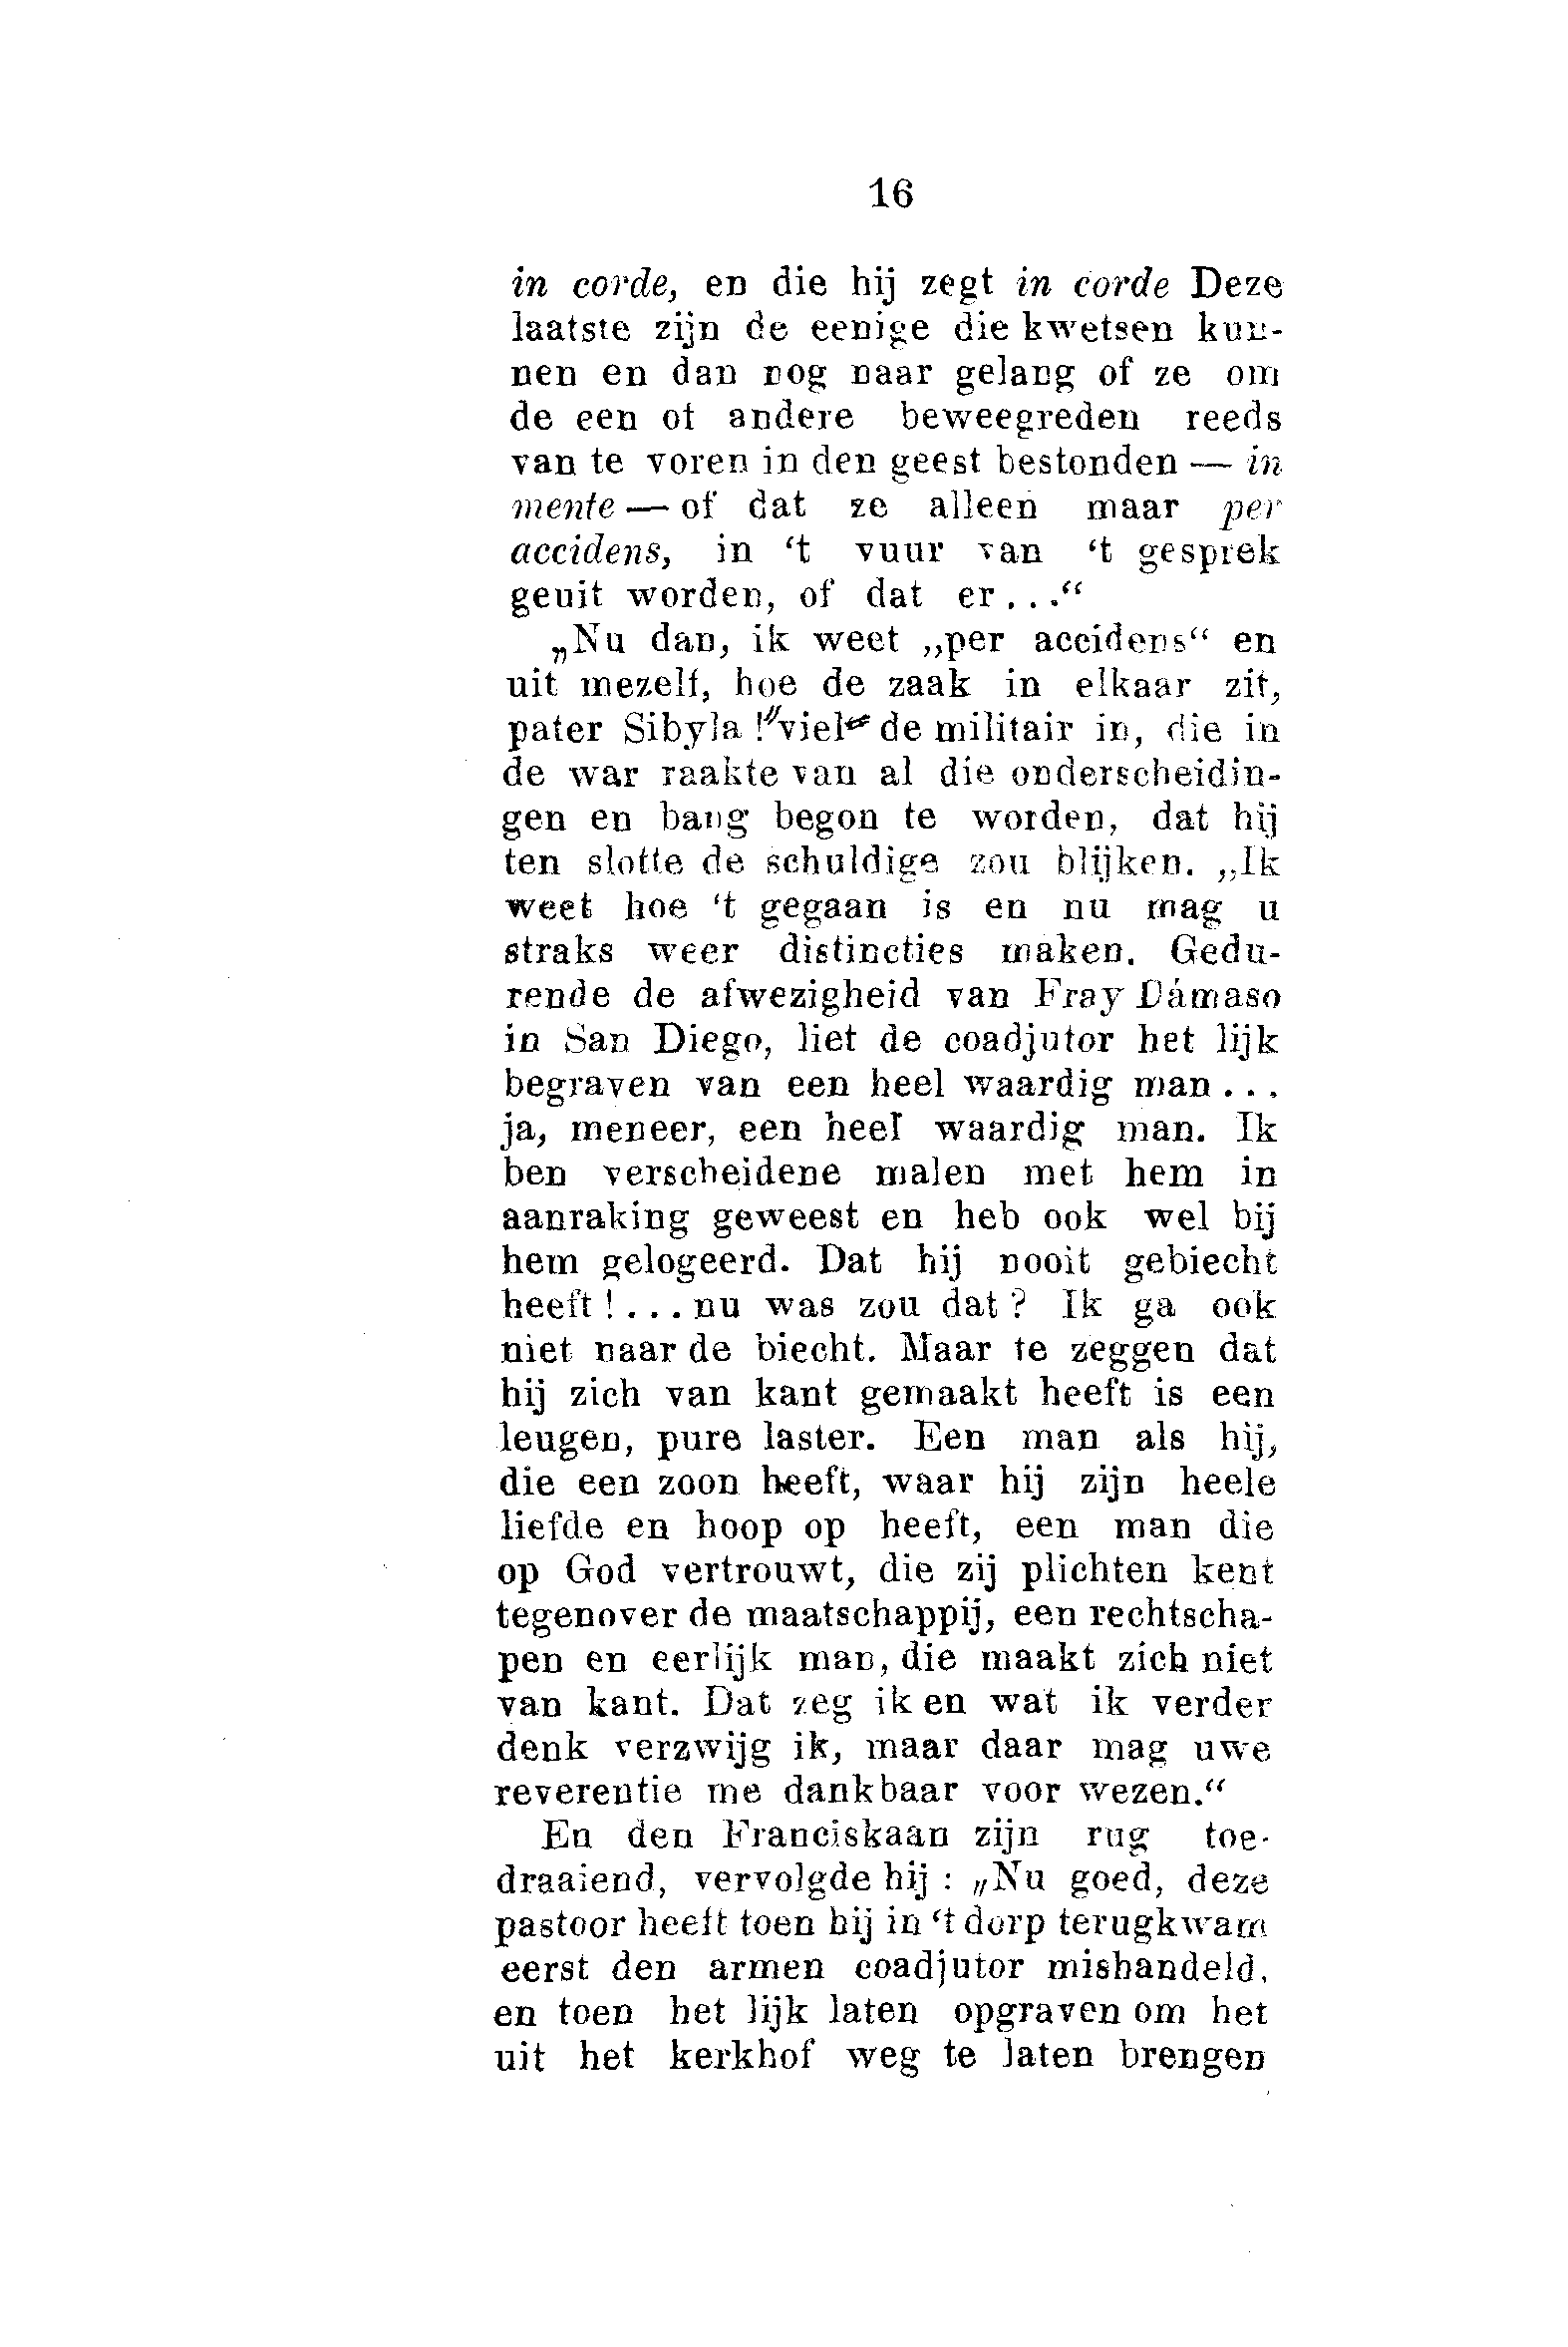 16
in corde, en die hij zegt in corde Deze
laatste zijn de eenige die kwetsen kun-
nen en dan nog naar gelang of ze om
de een of andere beweegreden reeds
van te voren in den geest bestonden — in
mente — of dat ze alleen maar per
accidens, in ‘t vuur van ‘t gesprek
geuit worden, of dat er...“
„Nu dan, ik weet „per accidens“ en
uit mezelf, hoe de zaak in elkaar zit,
pater Sibyla !“ viel de militair in, die in
de war raakte van al die onderscheidin-
gen en bang begon te worden, dat hij
ten slotte de schuldige zou blijken. „Ik
weet hoe ‘t gegaan is en nu mag u
straks weer distincties maken. Gedu-
rende de afwezigheid van Fray Dámaso
in San Diego, liet de coadjutor het lijk
begraven van een heel waardig man...
ja, meneer, een heel waardig man. Ik
ben verscheidene malen met hem in
aanraking geweest en heb ook wel bij
hem gelogeerd. Dat hij nooit gebiecht
heeft !...nu was zou dat ? Ik ga ook
niet naar de biecht. Maar te zeggen dat
hij zich van kant gemaakt heeft is een
leugen, pure laster. Een man als hij,
die een zoon heeft, waar hij zijn heele
liefde en hoop op heeft, een man die
op God vertrouwt, die zij plichten kent
tegenover de maatschappij, een rechtscha-
pen en eerlijk man, die maakt zich niet
van kant. Dat zeg ik en wat ik verder
denk verzwijg ik, maar daar mag uwe
reverentie me dankbaar voor wezen.“
En den Franciskaan zijn rug toe-
draaiend, vervolgde hij : „Nu goed, deze
pastoor heeft toen hij in ‘t dorp terugkwam
eerst den armen coadjutor mishandeld,
en toen het lijk laten opgraven om het
uit het kerkhof weg te laten brengen